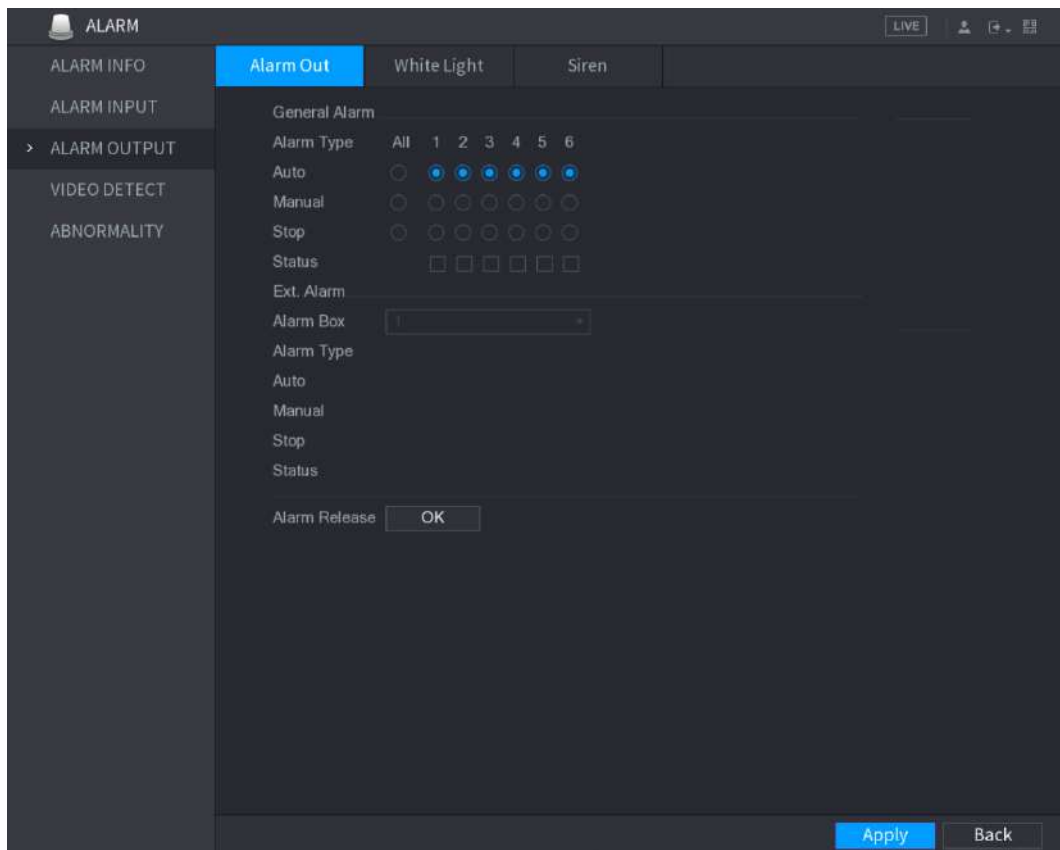 ALARM
LIVE
ALARM INFO
ALARM INPUT
> ALARM OUTPUT
VIDEO DETECT
ABNORMALITY
Alarm Out White Light Siren
General Alarm
Alarm Type All 1 2 3 4 5 6
Auto
Manual
Stop
Status
Ext. Alarm
Alarm Box 1
Alarm Type
Auto
Manual
Stop
Status
Alarm Release OK
Apply Back